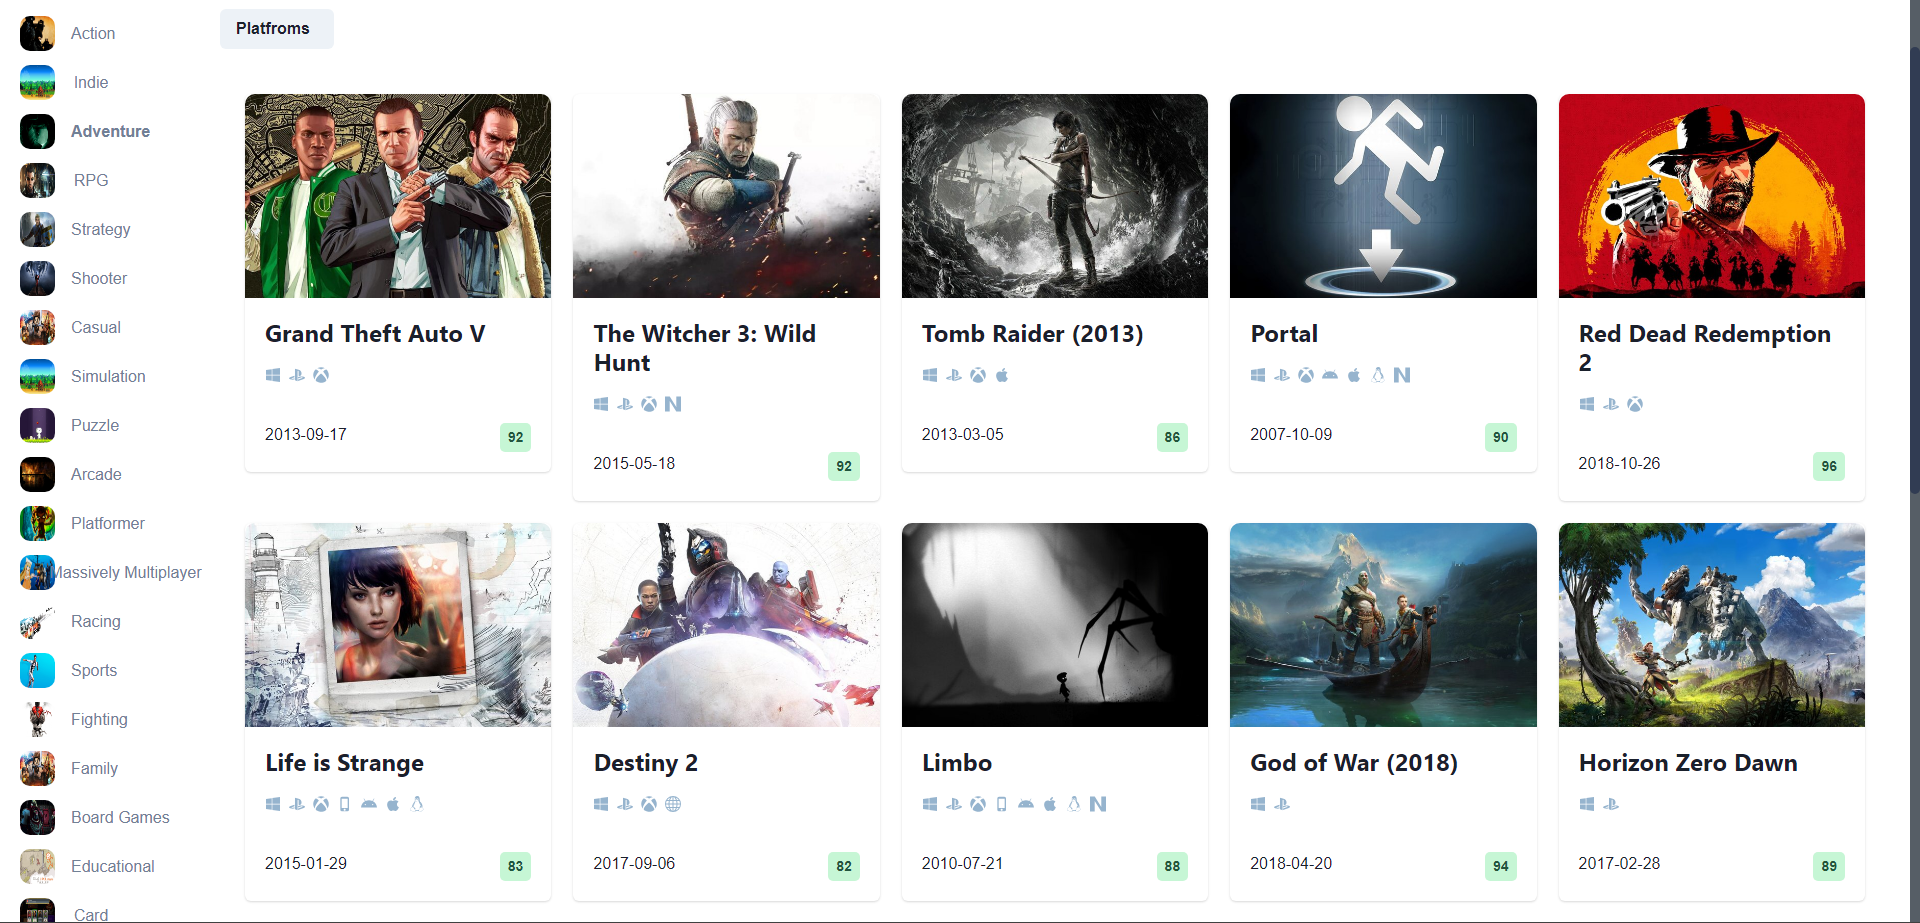 Action
Indie
Adventure
RPG
Strategy
Shooter
Casual
Simulation
Puzzle
Arcade
Platformer
Massively Multiplayer
Racing
Sports
Fighting
Family
Board Games
Educational
Card
Platfroms
Grand Theft Auto V
2013-09-17
92
The Witcher 3: Wild
Hunt
2015-05-18
92
Tomb Raider (2013)
2013-03-05
86
Portal
2007-10-09
90
Red Dead Redemption
2
2018-10-26
96
Life is Strange
2015-01-29
83
Destiny 2
2017-09-06
82
Limbo
2010-07-21
88
God of War (2018)
2018-04-20
94
Horizon Zero Dawn
2017-02-28
89